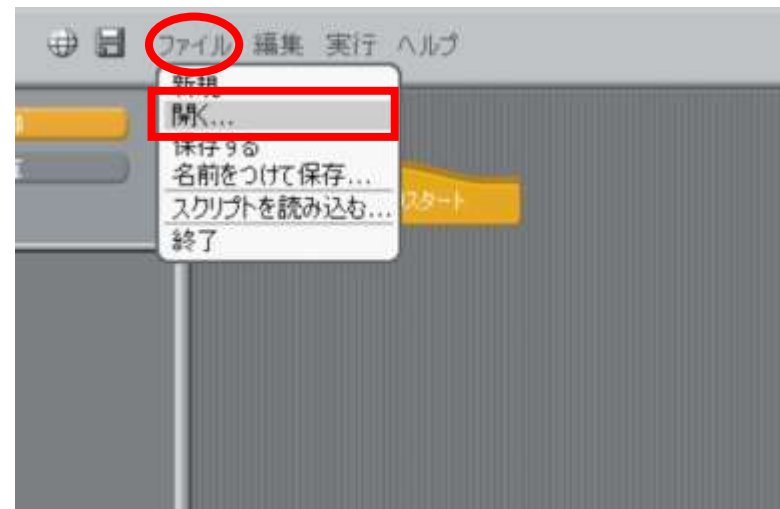 ファイル 編集 実行 ヘルプ
新規
開く...
保存する
名前をつけて保存...
スクリプトを読み込む...
終了
スタート